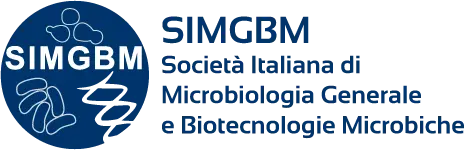 SIMGBM
SIMGBM
Società Italiana di
Microbiologia Generale
e Biotecnologie Microbiche